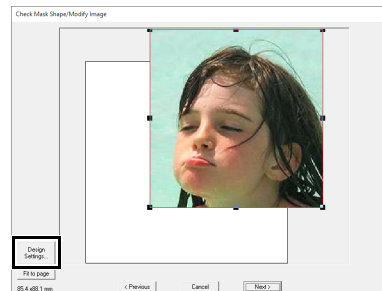 Check Mask Shape/Modify Image
Design
Settings...
Fit to page
85.4 x88.1 mm
< Previous
Cancel
Next >